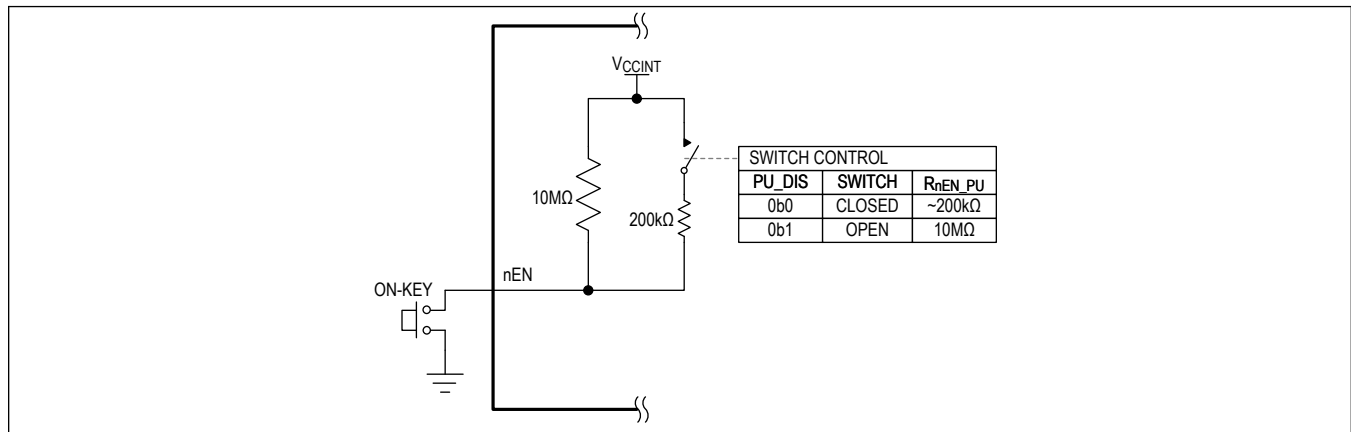 VCCINT
10MΩ
200kΩ
SWITCH CONTROL
PU_DIS SWITCH RnEN_PU
0b0 CLOSED ~200kΩ
0b1 OPEN 10MΩ
nEN
ON-KEY